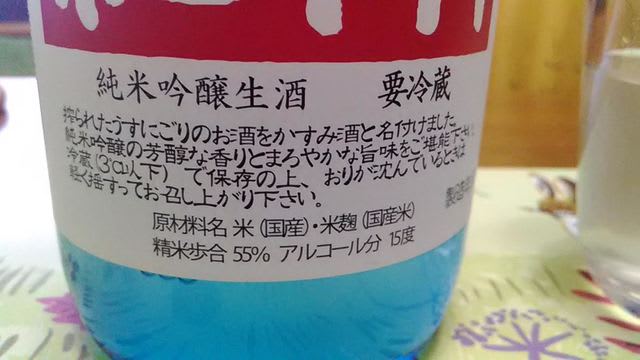 純米吟醸生酒 要冷蔵
搾られたうすにごりのお酒をかすみ酒と名付けました。
純米吟醸の芳醇な香りとまろやかな旨味をご堪能下さい。
冷蔵(3℃以下)で保存の上、おりが沈んでいるときは
軽く揺すってお召し上がり下さい。
製造
原材料名 米(国産)・米麹(国産米)
精米歩合 55% アルコール分 15度